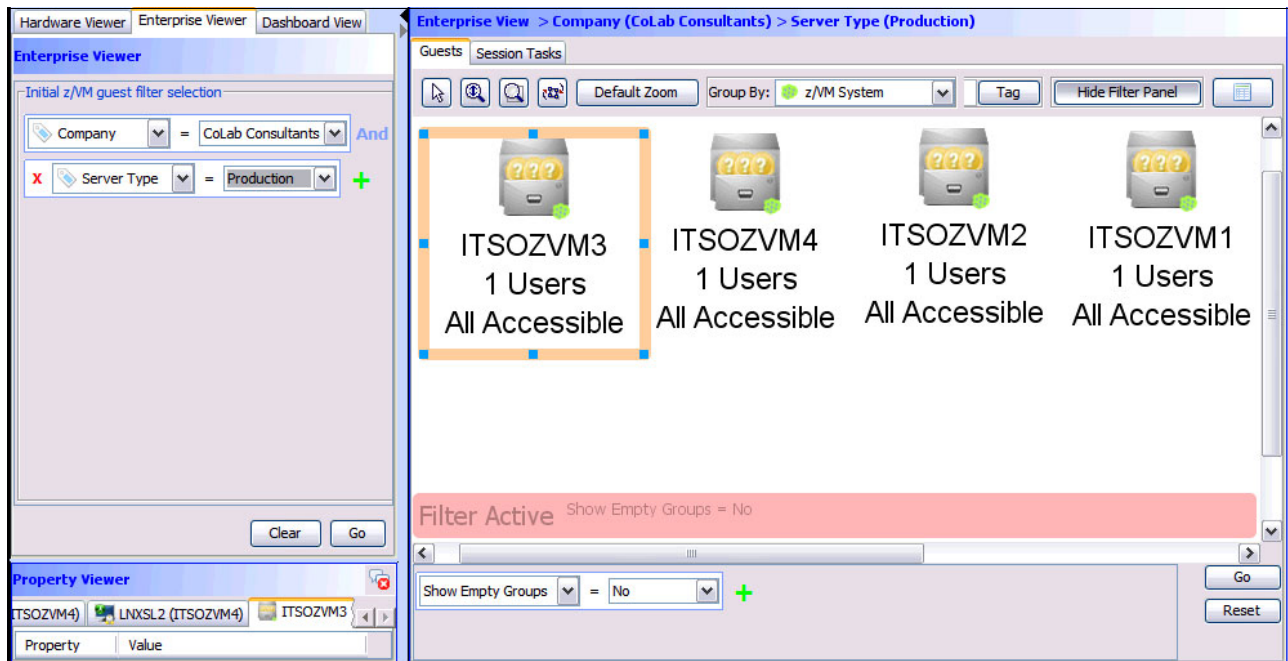 Hardware Viewer Enterprise Viewer Dashboard View
Enterprise Viewer
Initial z/VM guest filter selection
Company = CoLab Consultants And
X Server Type = Production +
Clear Go
Property Viewer
ITSOZVM4) LNXSL2 (ITSOZVM4) ITSOZVM3
Property Value
Enterprise View > Company (CoLab Consultants) > Server Type (Production)
Guests Session Tasks
Default Zoom Group By: z/VM System Tag Hide Filter Panel
???
ITSOZVM3
1 Users
All Accessible
???
ITSOZVM4
1 Users
All Accessible
???
ITSOZVM2
1 Users
All Accessible
???
ITSOZVM1
1 Users
All Accessible
Filter Active Show Empty Groups = No
Show Empty Groups = No +
Go
Reset